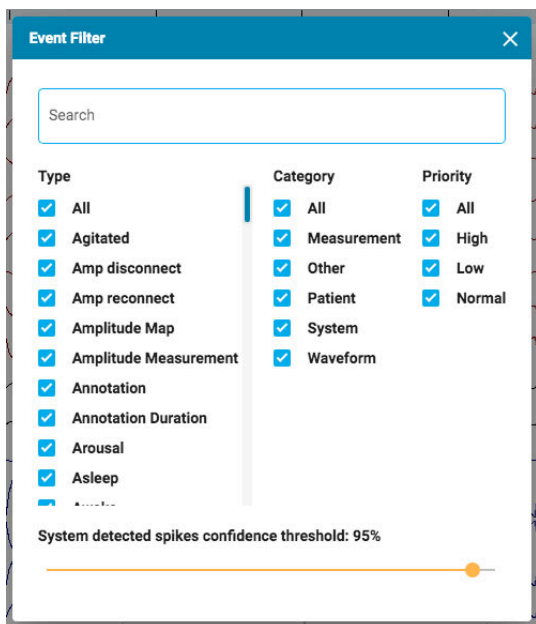 Event Filter
Search
Type
All
Agitated
Amp disconnect
Amp reconnect
Amplitude Map
Amplitude Measurement
Annotation
Annotation Duration
Arousal
Asleep
Category
All
Measurement
Other
Patient
System
Waveform
Priority
All
High
Low
Normal
System detected spikes confidence threshold: 95%